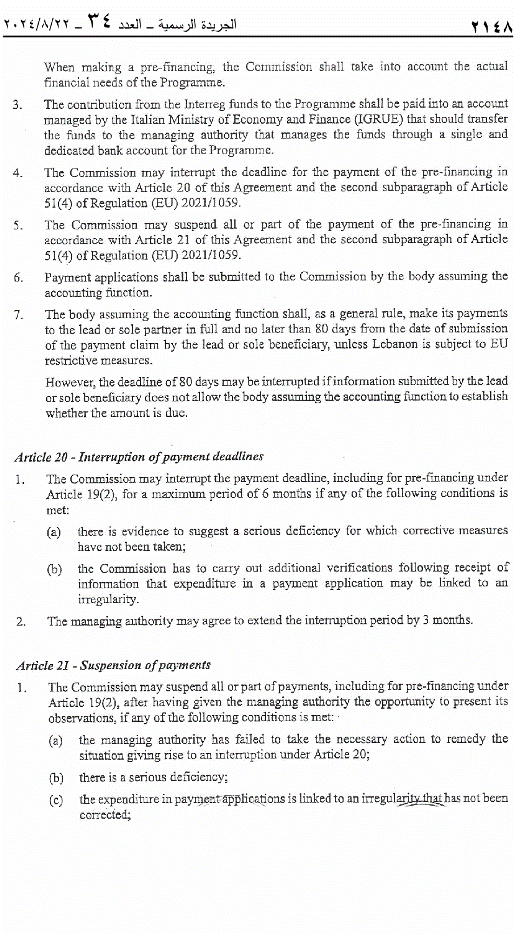 ٢١٤٨ الجريدة الرسمية ــ العدد ٣٤ ــ ٢٠٢٤/٨/٢٢
When making a pre-financing, the Commission shall take into account the actual
financial needs of the Programme.
3. The contribution from the Interreg funds to the Programme shall be paid into an account
managed by the Italian Ministry of Economy and Finance (IGRUE) that should transfer
the funds to the managing authority that manages the funds through a single and
dedicated bank account for the Programme.
4. The Commission may interrupt the deadline for the payment of the pre-financing in
accordance with Article 20 of this Agreement and the second subparagraph of Article
51(4) of Regulation (EU) 2021/1059.
5. The Commission may suspend all or part of the payment of the pre-financing in
accordance with Article 21 of this Agreement and the second subparagraph of Article
51(4) of Regulation (EU) 2021/1059.
6. Payment applications shall be submitted to the Commission by the body assuming the
accounting function.
7. The body assuming the accounting function shall, as a general rule, make its payments
to the lead or sole partner in full and no later than 80 days from the date of submission
of the payment claim by the lead or sole beneficiary, unless Lebanon is subject to EU
restrictive measures.
However, the deadline of 80 days may be interrupted if information submitted by the lead
or sole beneficiary does not allow the body assuming the accounting function to establish
whether the amount is due.
Article 20 - Interruption of payment deadlines
1. The Commission may interrupt the payment deadline, including for pre-financing under
Article 19(2), for a maximum period of 6 months if any of the following conditions is
met:
(a) there is evidence to suggest a serious deficiency for which corrective measures
have not been taken;
(b) the Commission has to carry out additional verifications following receipt of
information that expenditure in a payment application may be linked to an
irregularity.
2. The managing authority may agree to extend the interruption period by 3 months.
Article 21 - Suspension of payments
1. The Commission may suspend all or part of payments, including for pre-financing under
Article 19(2), after having given the managing authority the opportunity to present its
observations, if any of the following conditions is met:
(a) the managing authority has failed to take the necessary action to remedy the
situation giving rise to an interruption under Article 20;
(b) there is a serious deficiency;
(c) the expenditure in payment applications is linked to an irregularity that has not been
corrected;